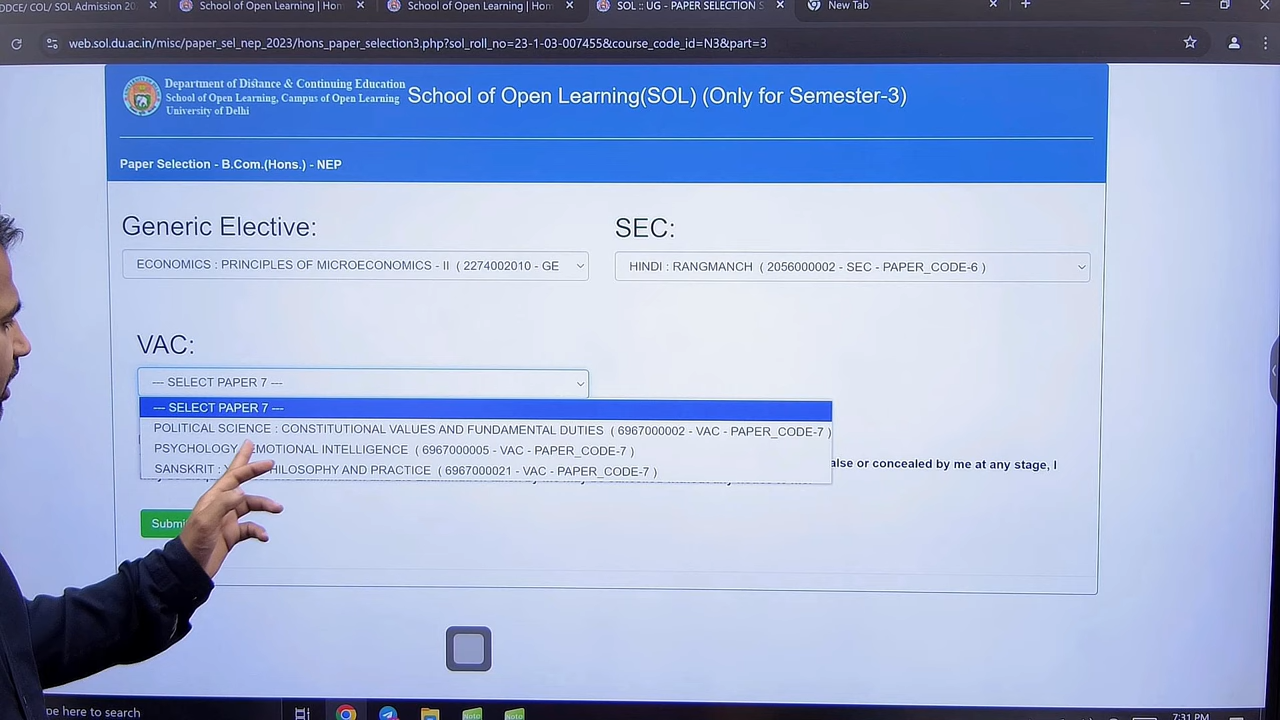 DDCE/ COL/ SOL Admission 20
School of Open Learning | Hom
School of Open Learning | Hom
SOL :: UG - PAPER SELECTION S
New Tab
web.sol.du.ac.in/misc/paper_sel_nep_2023/hons_paper_selection3.php?sol_roll_no=23-1-03-007455&course_code_id=N3&part=3
Department of Distance & Continuing Education
School of Open Learning, Campus of Open Learning
University of Delhi
School of Open Learning(SOL) (Only for Semester-3)
Paper Selection - B.Com.(Hons.) - NEP
Generic Elective:
SEC:
ECONOMICS : PRINCIPLES OF MICROECONOMICS - II ( 2274002010 - GE
HINDI : RANGMANCH ( 2056000002 - SEC - PAPER_CODE-6 )
VAC:
--- SELECT PAPER 7 ---
--- SELECT PAPER 7 ---
POLITICAL SCIENCE : CONSTITUTIONAL VALUES AND FUNDAMENTAL DUTIES ( 6967000002 - VAC - PAPER_CODE-7 )
PSYCHOLOGY EMOTIONAL INTELLIGENCE ( 6967000005 - VAC - PAPER_CODE-7 )
SANSKRIT : PHILOSOPHY AND PRACTICE ( 6967000021 - VAC - PAPER_CODE-7 )
alse or concealed by me at any stage, I
Submi
pe here to search
Note
Note
7:31 PM